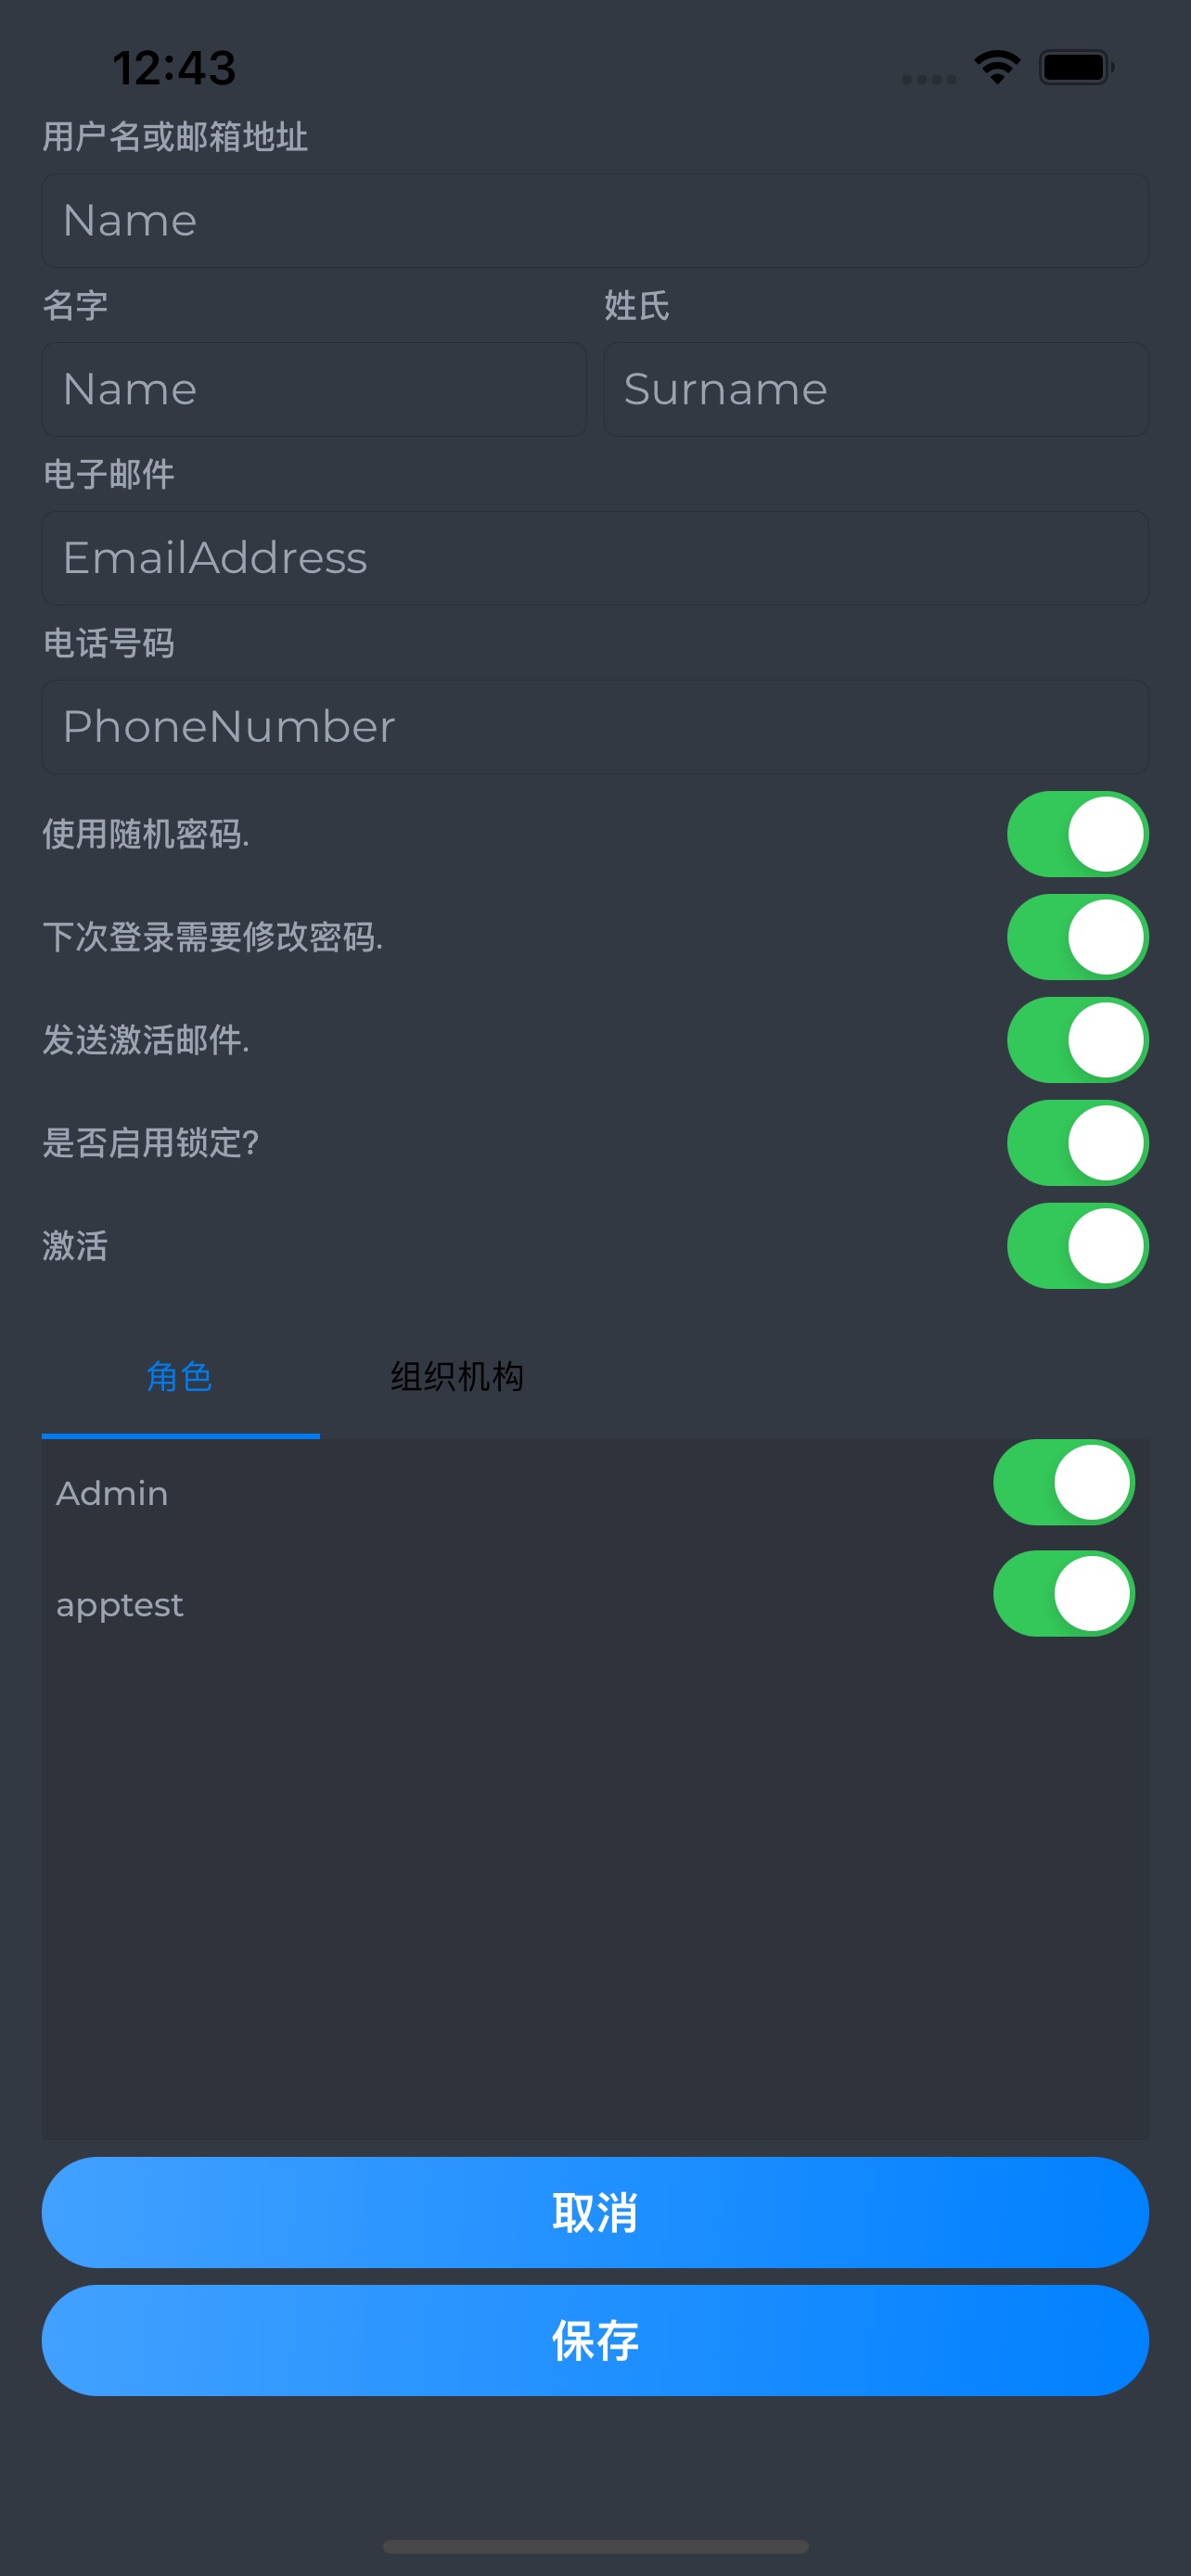 12:43
用户名或邮箱地址
Name
名字 姓氏
Name Surname
电子邮件
EmailAddress
电话号码
PhoneNumber
使用随机密码.
下次登录需要修改密码.
发送激活邮件.
是否启用锁定?
激活
角色 组织机构
Admin
apptest
取消
保存